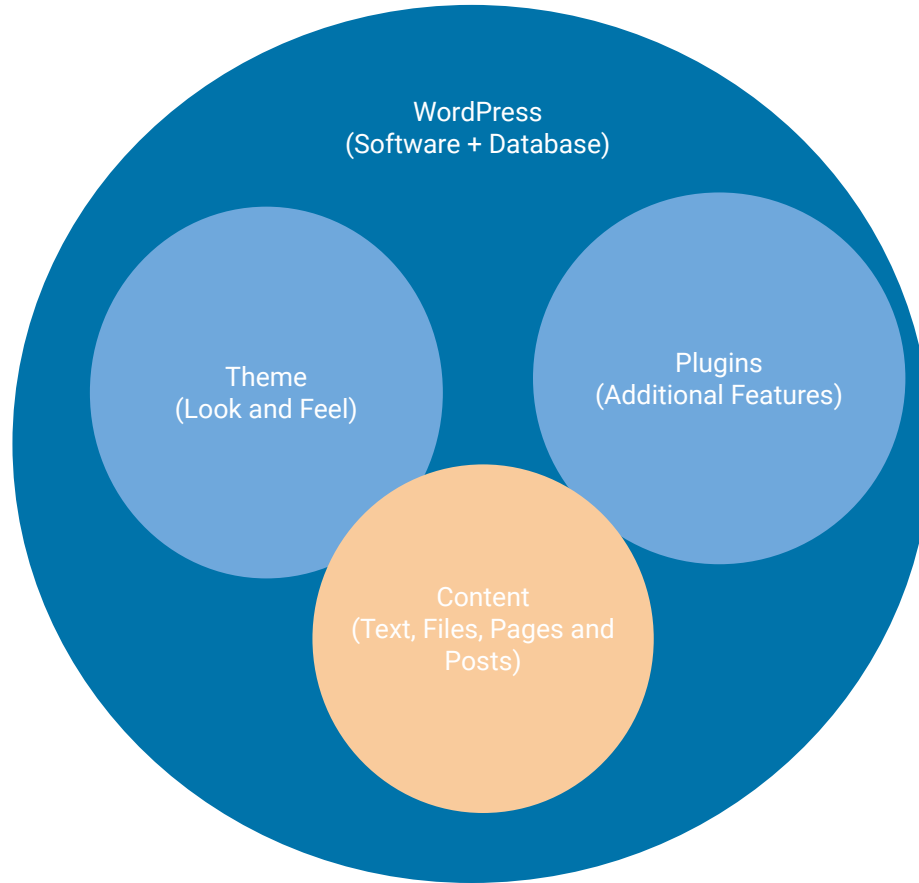 WordPress
(Software + Database)
Theme
(Look and Feel)
Plugins
(Additional Features)
Content
(Text, Files, Pages and
Posts)